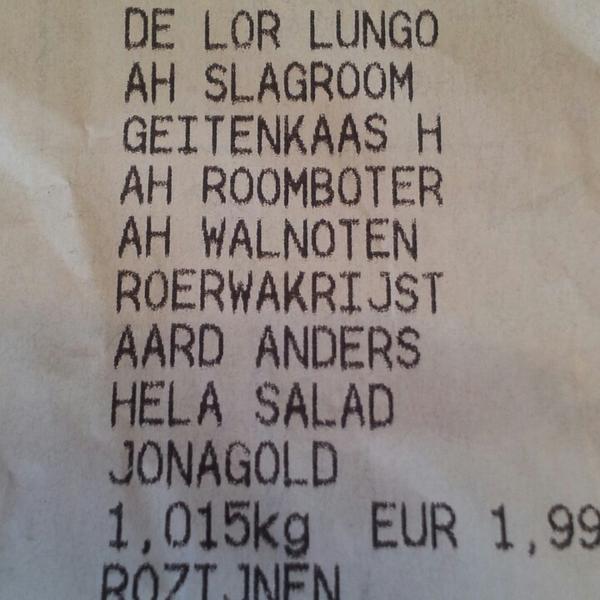 DE LOR LUNGO
AH SLAGROOM
GEITENKAAS H
AH ROOMBOTER
AH WALNOTEN
ROERWAKRIJST
AARD ANDERS
HELA SALAD
JONAGOLD
1,015kg EUR 1,99
ROZIJNEN